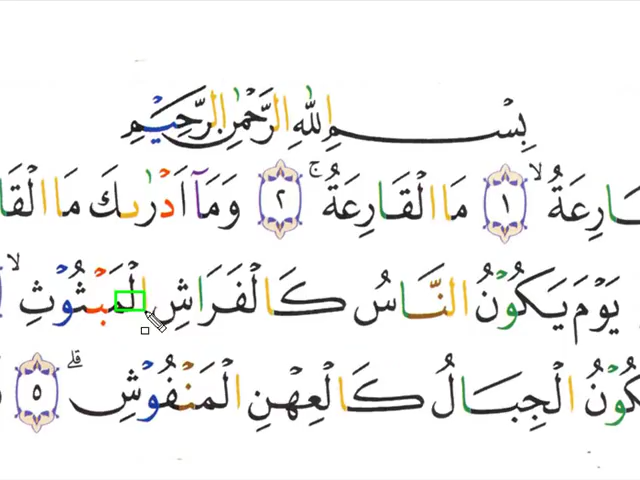 بِسْمِ اللّٰهِ الرَّحْمٰنِ الرَّحِيْمِ
ارِعَةُ ۙ ١ مَا الْقَارِعَةُ ۚ ٢ وَمَآ اَدْرٰىكَ مَا الْقَا
يَوْمَ يَكُوْنُ النَّاسُ كَالْفَرَاشِ الْمَبْثُوْثِ ۙ
كُوْنُ الْجِبَالُ كَالْعِهْنِ الْمَنْفُوْشِ ۗ ٥